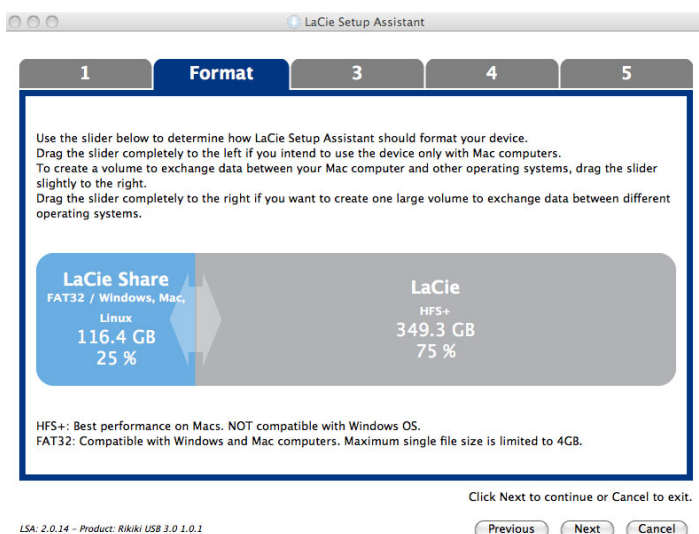 LaCie Setup Assistant
1
Format
3
4
5
Use the slider below to determine how LaCie Setup Assistant should format your device.
Drag the slider completely to the left if you intend to use the device only with Mac computers.
To create a volume to exchange data between your Mac computer and other operating systems, drag the slider
slightly to the right.
Drag the slider completely to the right if you want to create one large volume to exchange data between different
operating systems.
LaCie Share
FAT32 / Windows, Mac,
Linux
116.4 GB
25 %
LaCie
HFS+
349.3 GB
75 %
HFS+: Best performance on Macs. NOT compatible with Windows OS.
FAT32: Compatible with Windows and Mac computers. Maximum single file size is limited to 4GB.
Click Next to continue or Cancel to exit.
LSA: 2.0.14 – Product: Rikiki USB 3.0 1.0.1
Previous
Next
Cancel